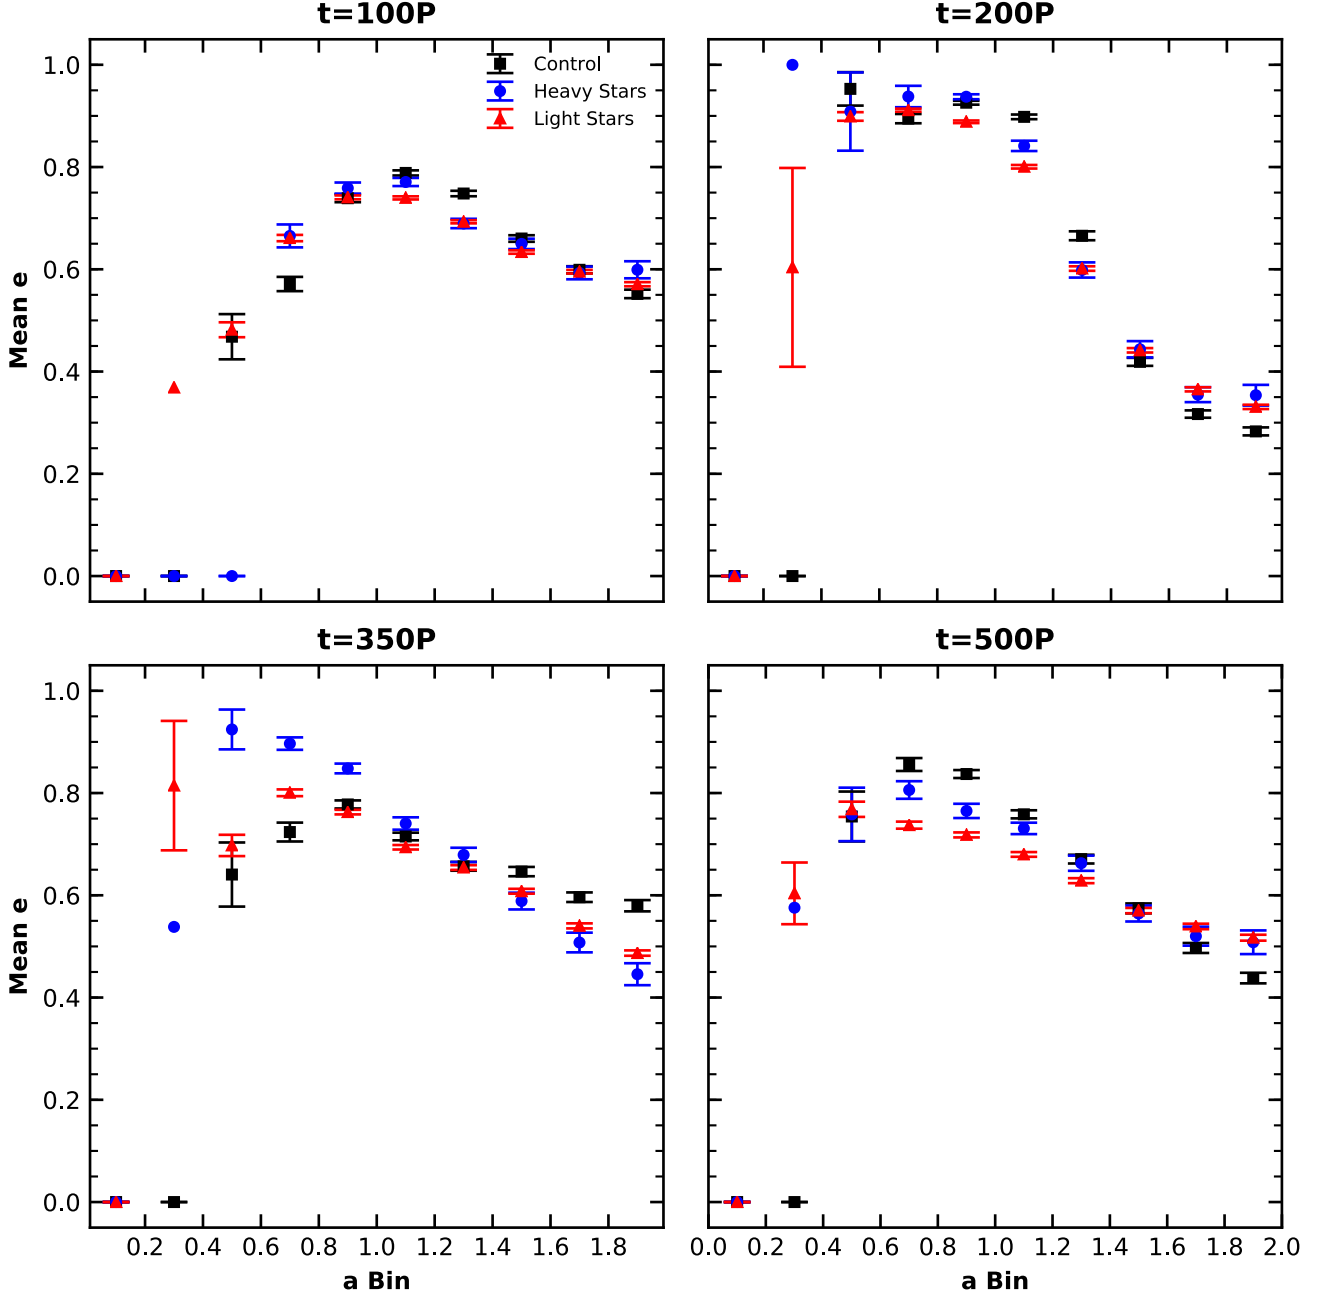 t=100P
t=200P
Control
Heavy Stars
Light Stars
1.0
0.8
0.6
0.4
0.2
0.0
Mean e
t=350P
t=500P
1.0
0.8
0.6
0.4
0.2
0.0
Mean e
0.2 0.4 0.6 0.8 1.0 1.2 1.4 1.6 1.8
0.0 0.2 0.4 0.6 0.8 1.0 1.2 1.4 1.6 1.8 2.0
a Bin
a Bin